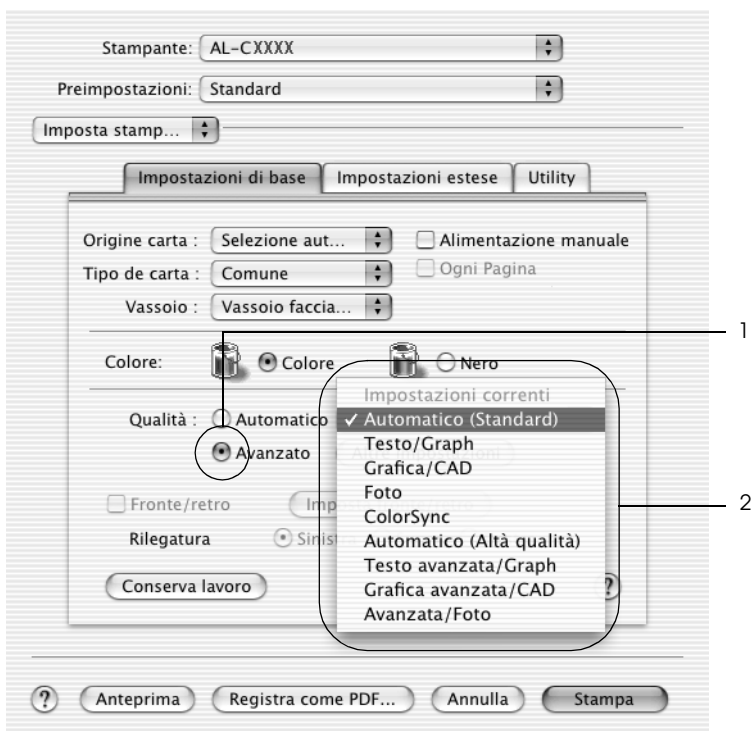 Stampante: AL-CXXXX
Preimpostazioni: Standard
Imposta stamp...
Impostazioni di base Impostazioni estese Utility
Origine carta : Selezione aut... Alimentazione manuale
Tipo de carta : Comune Ogni Pagina
Vassoio : Vassoio faccia...
1
Colore: Colore Nero
Impostazioni correnti
Qualità : Automatico ✓ Automatico (Standard)
Testo/Graph
Avanzato
Grafica/CAD
Foto
2
Fronte/retro
ColorSync
Rilegatura
Automatico (Altà qualità)
Testo avanzata/Graph
Conserva lavoro Grafica avanzata/CAD ?
Avanzata/Foto
? Anteprima Registra come PDF... Annulla Stampa